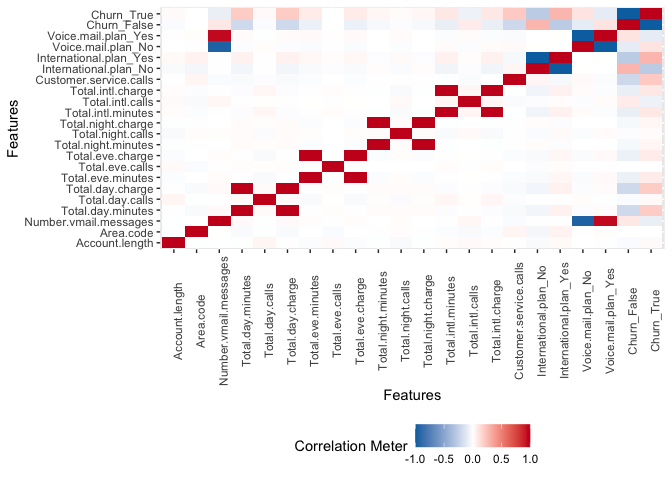 Churn_True
Churn_False
Voice.mail.plan_Yes
Voice.mail.plan_No
International.plan_Yes
International.plan_No
Customer.service.calls
Total.intl.charge
Total.intl.calls
Total.intl.minutes
Total.night.charge
Total.night.calls
Total.night.minutes
Total.eve.charge
Total.eve.calls
Total.eve.minutes
Total.day.charge
Total.day.calls
Total.day.minutes
Number.vmail.messages
Area.code
Account.length
Features
Account.length
Area.code
Number.vmail.messages
Total.day.minutes
Total.day.calls
Total.day.charge
Total.eve.minutes
Total.eve.calls
Total.eve.charge
Total.night.minutes
Total.night.calls
Total.night.charge
Total.intl.minutes
Total.intl.calls
Total.intl.charge
Customer.service.calls
International.plan_No
International.plan_Yes
Voice.mail.plan_No
Voice.mail.plan_Yes
Churn_False
Churn_True
Features
Correlation Meter
-1.0 -0.5 0.0 0.5 1.0